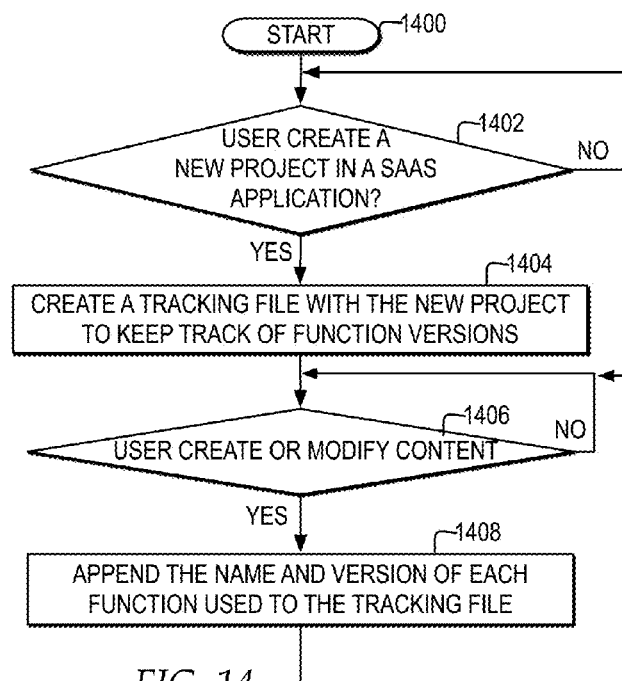 START
1400
USER CREATE A
NEW PROJECT IN A SAAS
APPLICATION?
1402
NO
YES
1404
CREATE A TRACKING FILE WITH THE NEW PROJECT
TO KEEP TRACK OF FUNCTION VERSIONS
1406
USER CREATE OR MODIFY CONTENT
NO
YES
1408
APPEND THE NAME AND VERSION OF EACH
FUNCTION USED TO THE TRACKING FILE
FIG. 14